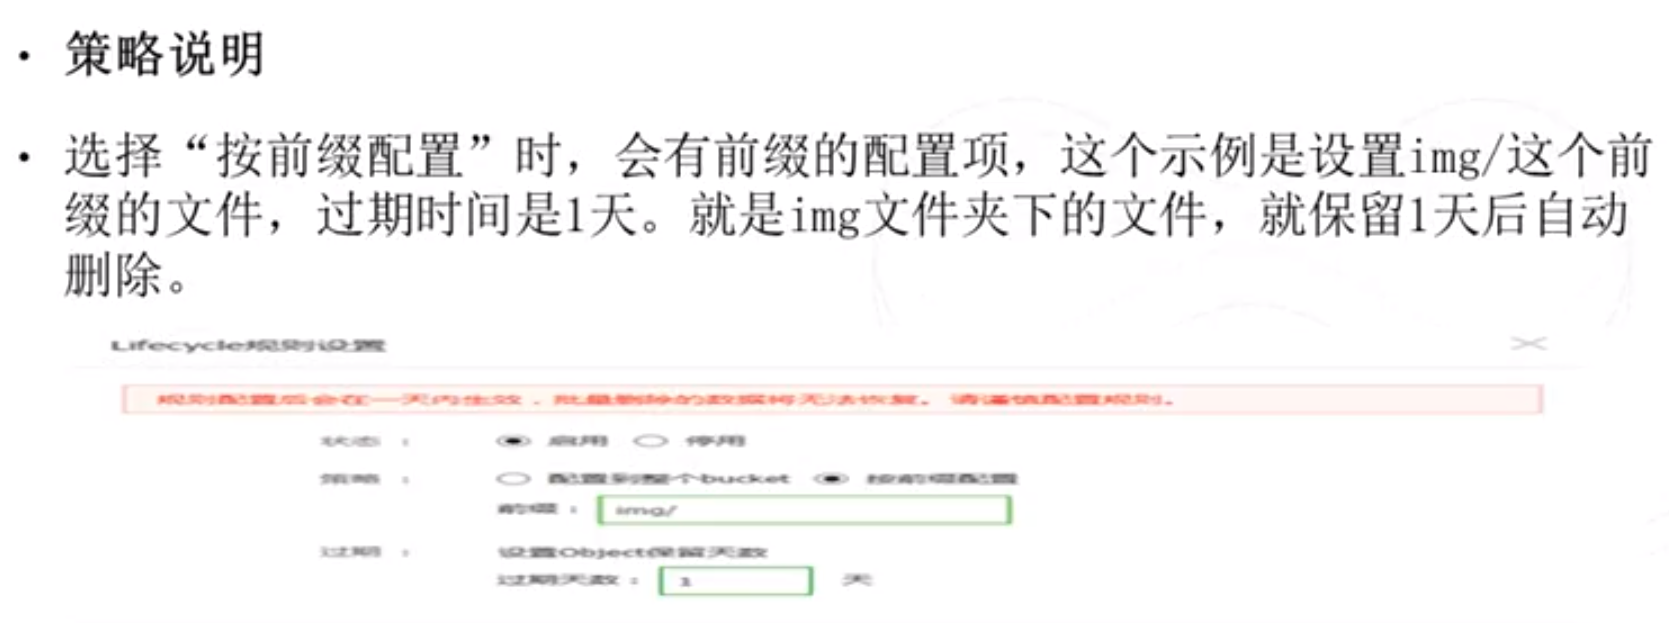 • 策略说明
• 选择“按前缀配置”时，会有前缀的配置项，这个示例是设置img/这个前
缀的文件，过期时间是1天。就是img文件夹下的文件，就保留1天后自动
删除。
Lifecycle规则设置
规则配置后会在一天内生效，批量删除的数据将无法恢复。请谨慎配置规则。
状态： 启用 停用
策略： 配置到整个bucket 按前缀配置
前缀： img/
过期： 设置Object保留天数
过期天数： 1 天